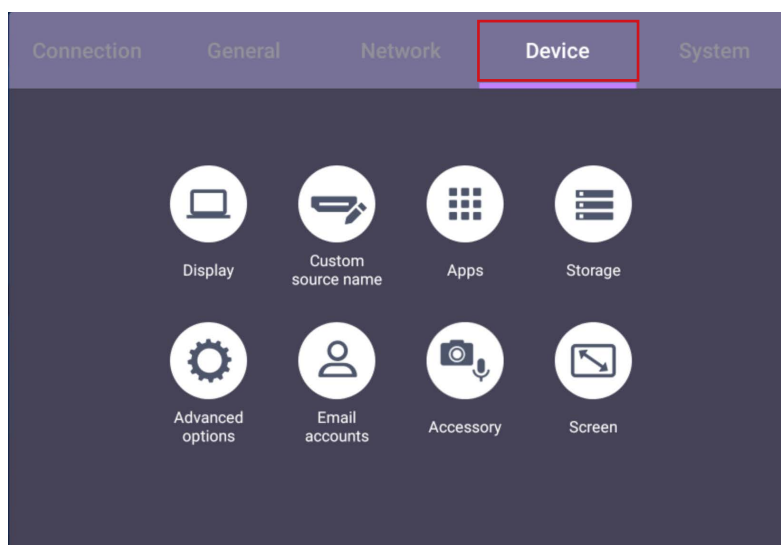 Connection General Network Device System
Display
Custom
source name
Apps
Storage
Advanced
options
Email
accounts
Accessory
Screen